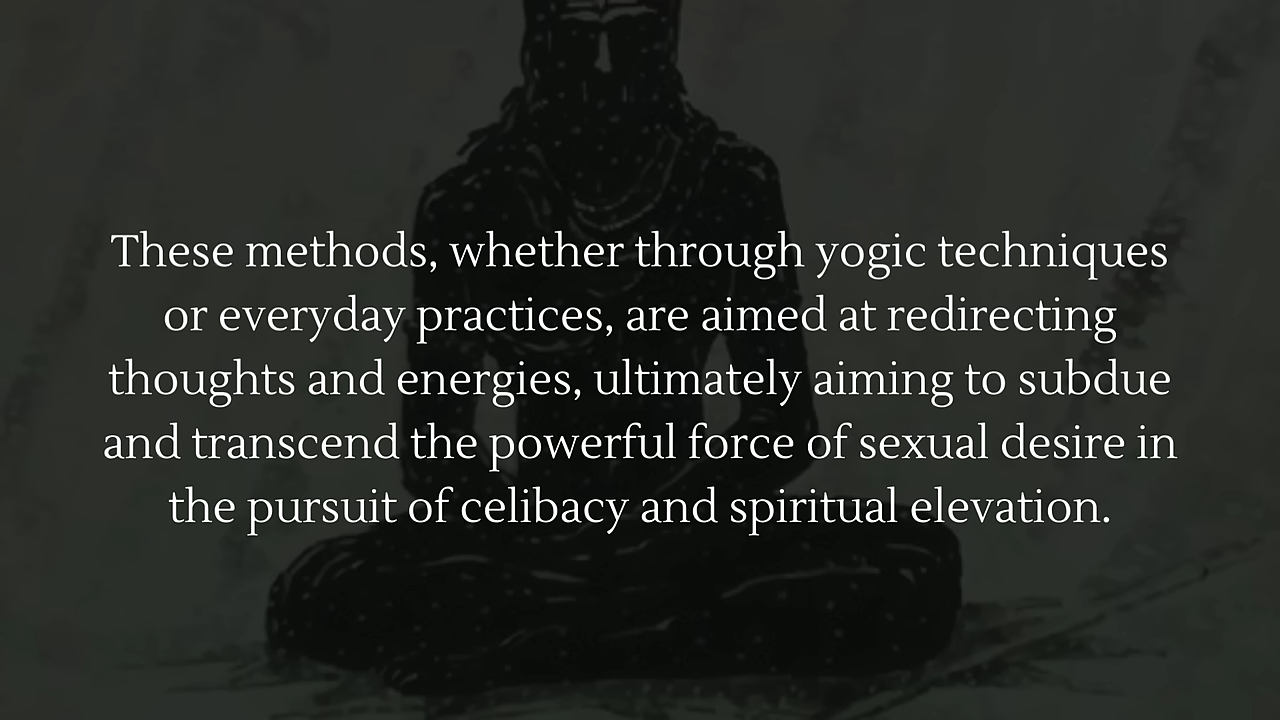 These methods, whether through yogic techniques
or everyday practices, are aimed at redirecting
thoughts and energies, ultimately aiming to subdue
and transcend the powerful force of sexual desire in
the pursuit of celibacy and spiritual elevation.